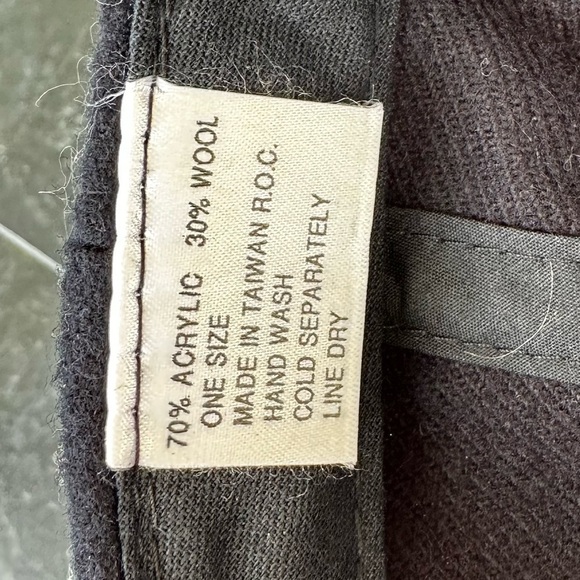 70% ACRYLIC 30% WOOL
ONE SIZE
MADE IN TAIWAN R.O.C.
HAND WASH
COLD SEPARATELY
LINE DRY